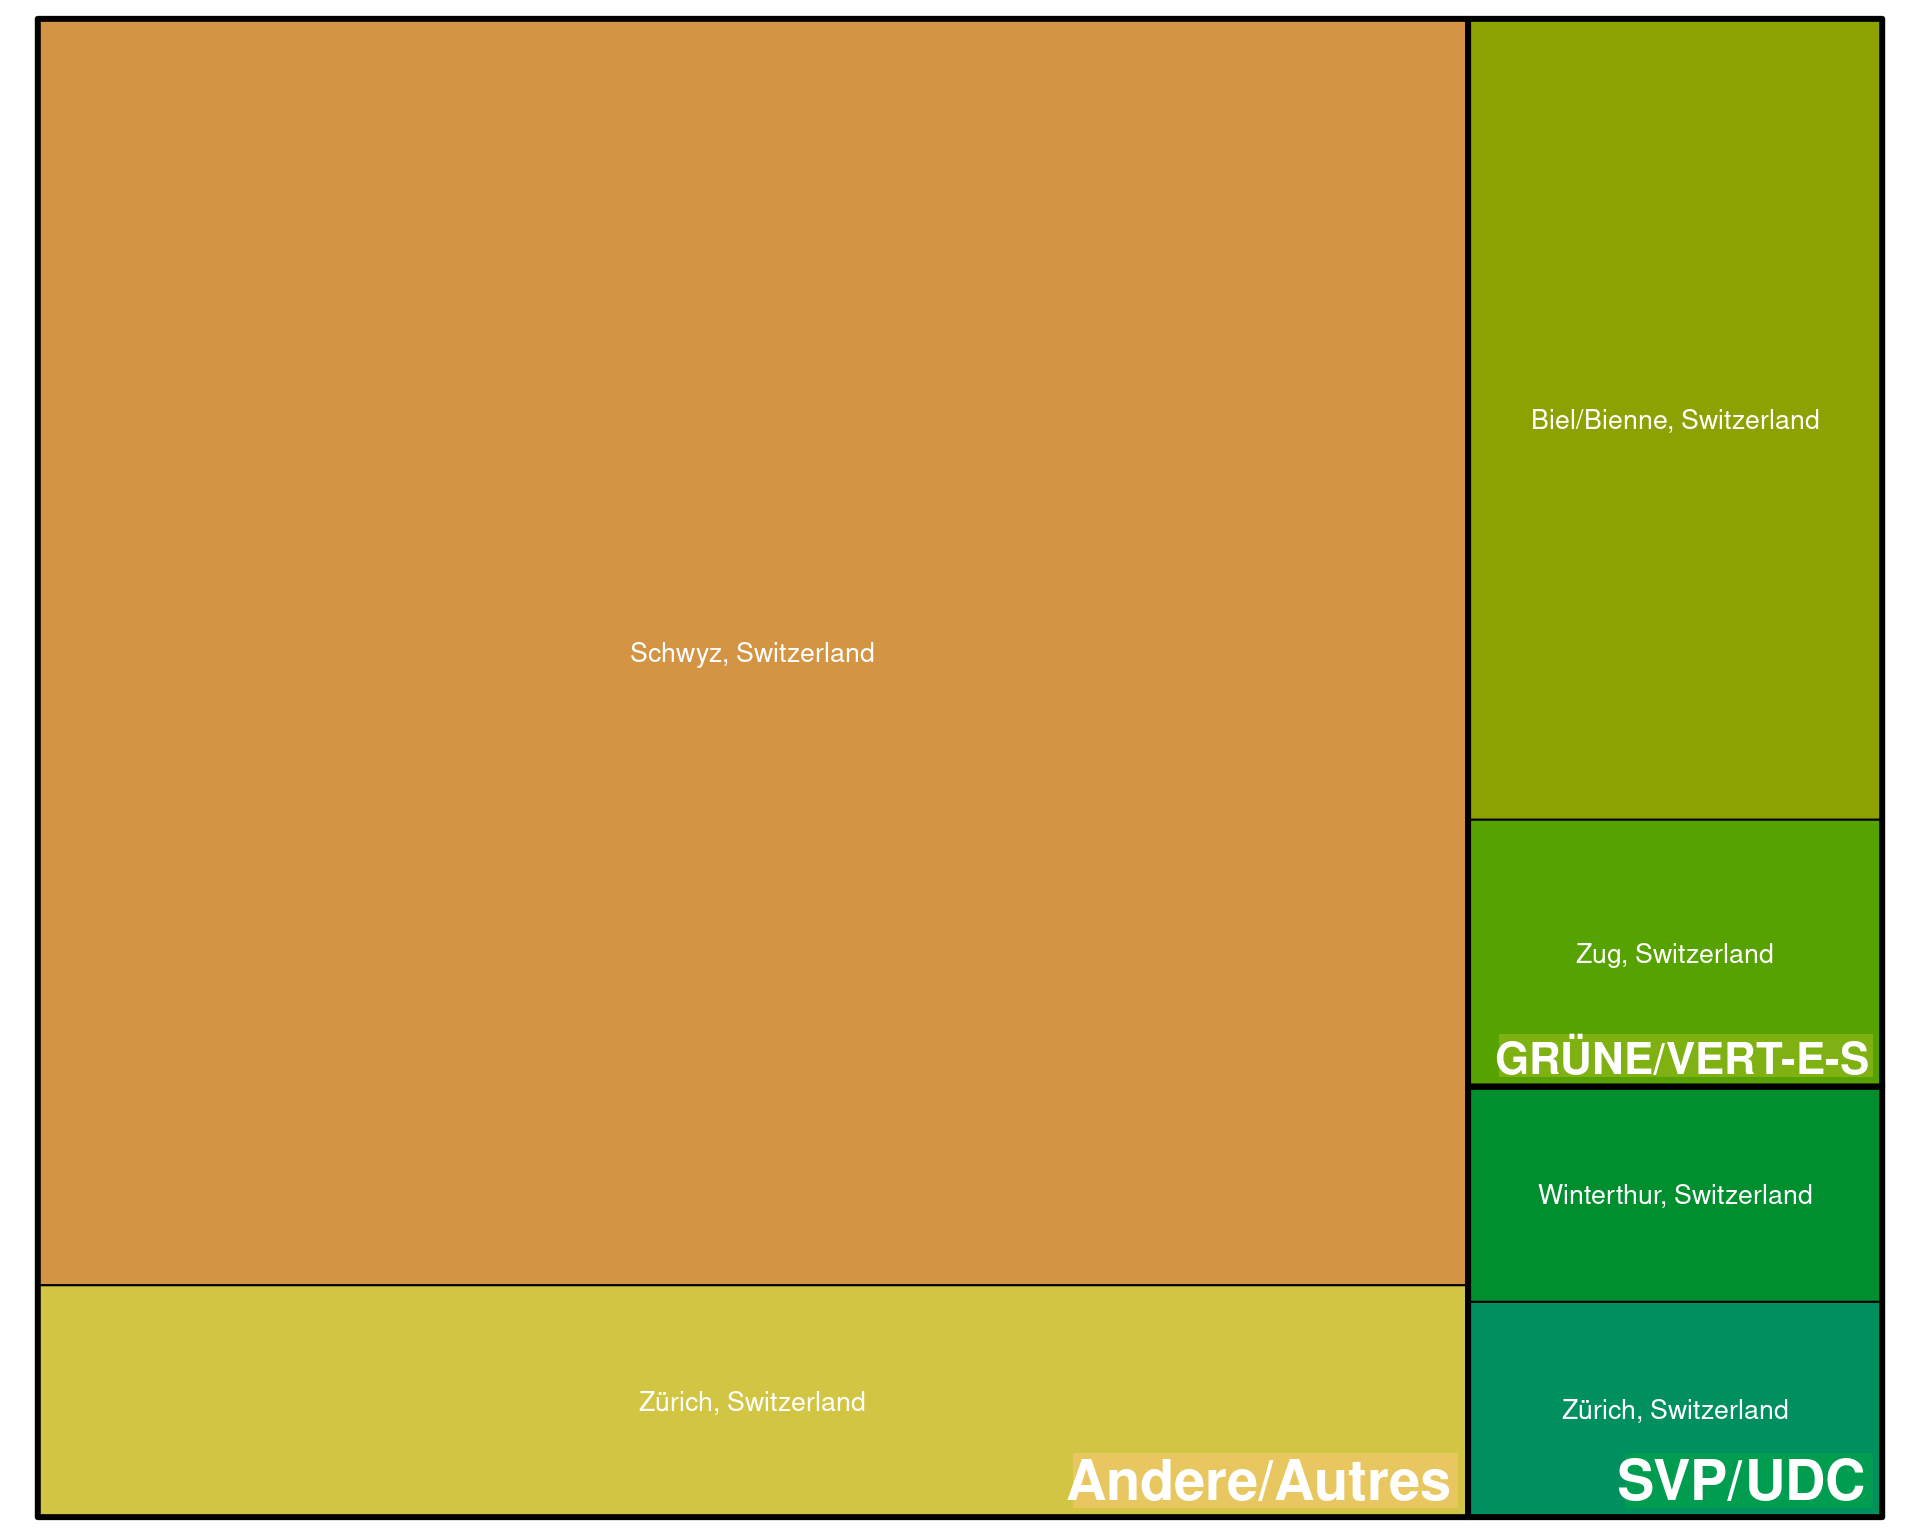 Schwyz, Switzerland
Zürich, Switzerland
Andere/Autres
Biel/Bienne, Switzerland
Zug, Switzerland
GRÜNE/VERT-E-S
Winterthur, Switzerland
Zürich, Switzerland
SVP/UDC